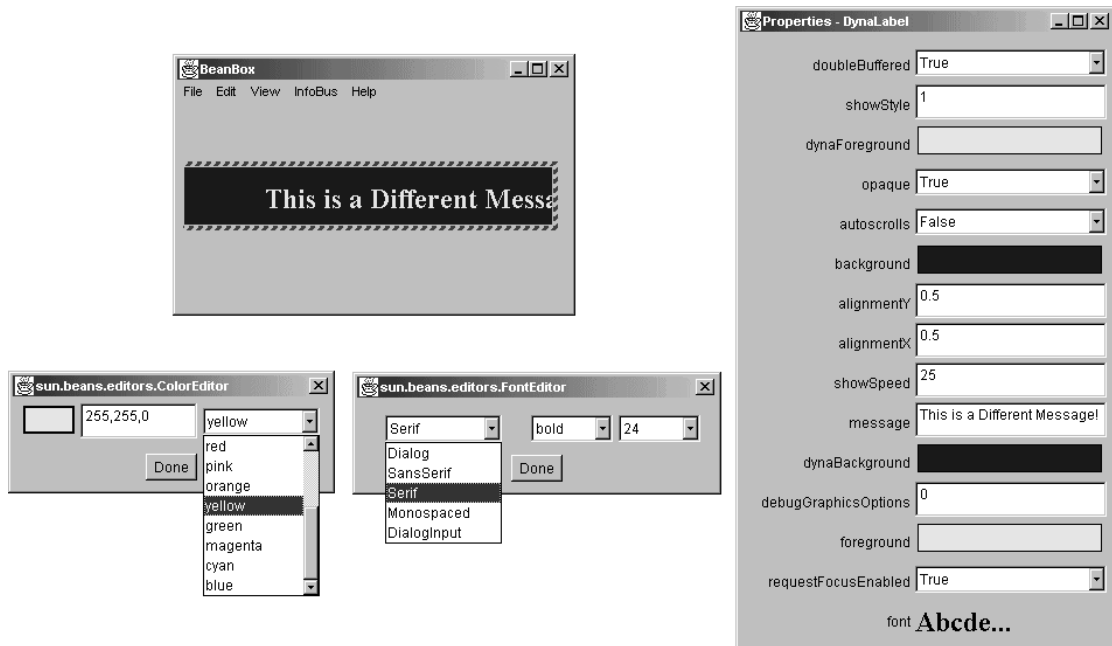 BeanBox
File Edit View InfoBus Help
This is a Different Messa
sun.beans.editors.ColorEditor
255,255,0
yellow
red
pink
orange
yellow
green
magenta
cyan
blue
Done
sun.beans.editors.FontEditor
Serif bold 24
Dialog
SansSerif
Serif
Monospaced
DialogInput
Done
Properties - DynaLabel
doubleBuffered True
showStyle 1
dynaForeground
opaque True
autoscrolls False
background
alignmentY 0.5
alignmentX 0.5
showSpeed 25
message This is a Different Message!
dynaBackground
debugGraphicsOptions 0
foreground
requestFocusEnabled True
font Abcde...